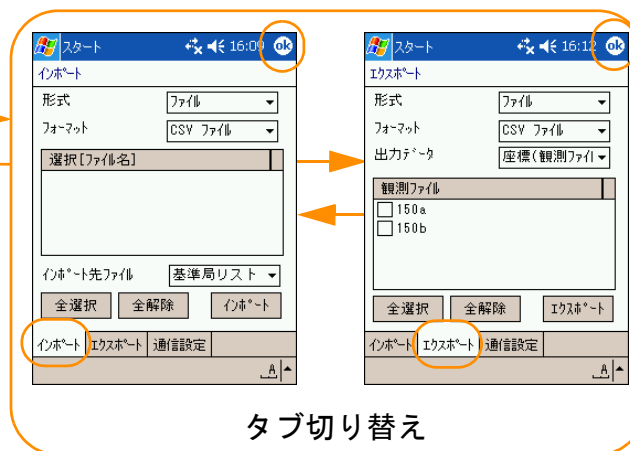 スタート 16:09 ok
インポート
形式 ファイル
フォーマット CSV ファイル
選択[ファイル名]
インポート先ファイル 基準局リスト
全選択 全解除 インポート
インポート エクスポート 通信設定
A
スタート 16:12 ok
エクスポート
形式 ファイル
フォーマット CSV ファイル
出力データ 座標(観測ファイル
観測ファイル
150a
150b
全選択 全解除 エクスポート
インポート エクスポート 通信設定
A
タブ切り替え